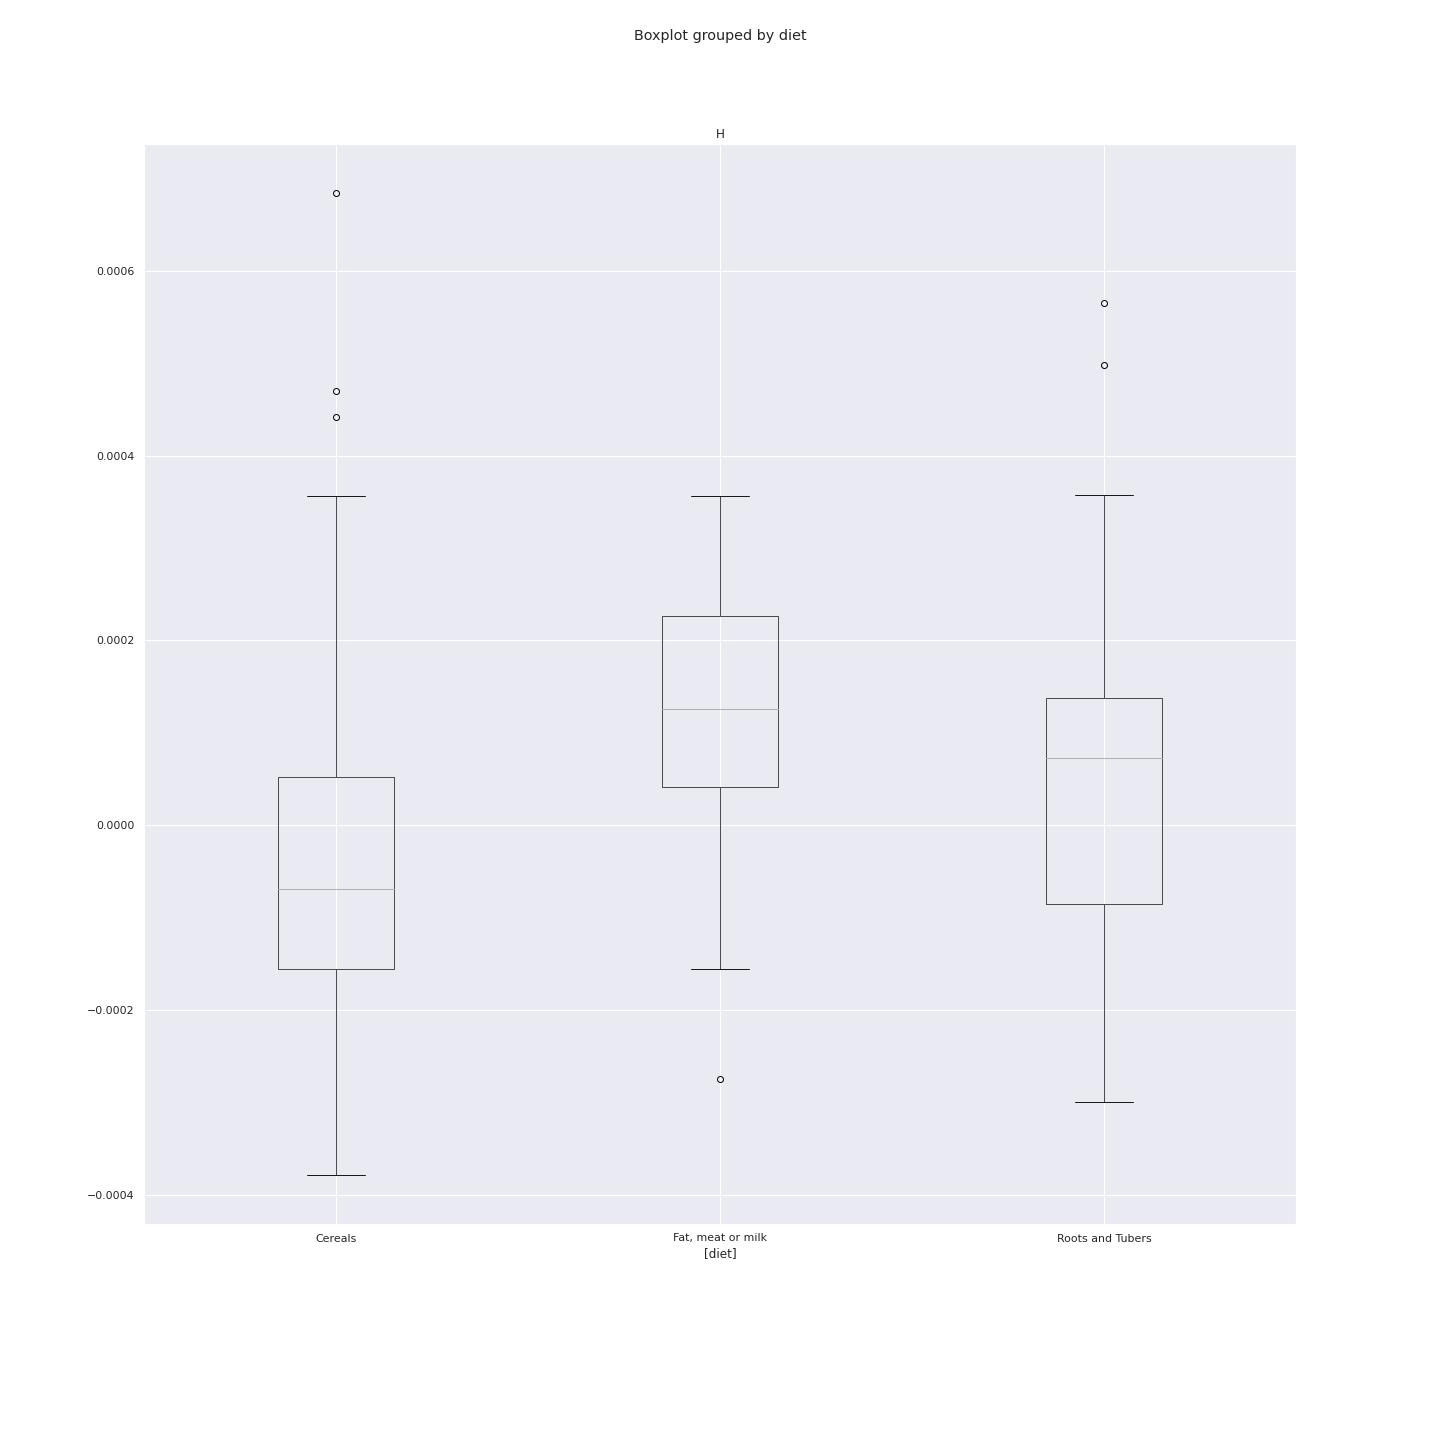 Boxplot grouped by diet
H
0.0006
0.0004
0.0002
0.0000
−0.0002
−0.0004
Cereals Fat, meat or milk Roots and Tubers
[diet]